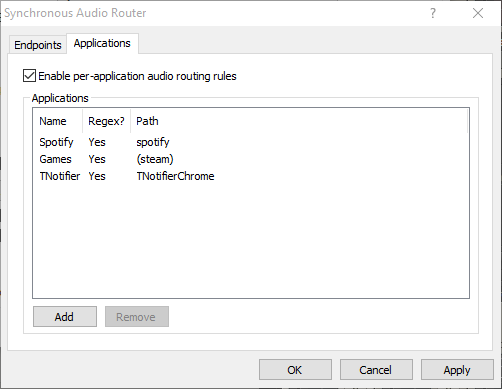 Synchronous Audio Router
Endpoints Applications
Enable per-application audio routing rules
Applications
Name Regex? Path
Spotify Yes spotify
Games Yes (steam)
TNotifier Yes TNotifierChrome
Add Remove
OK Cancel Apply